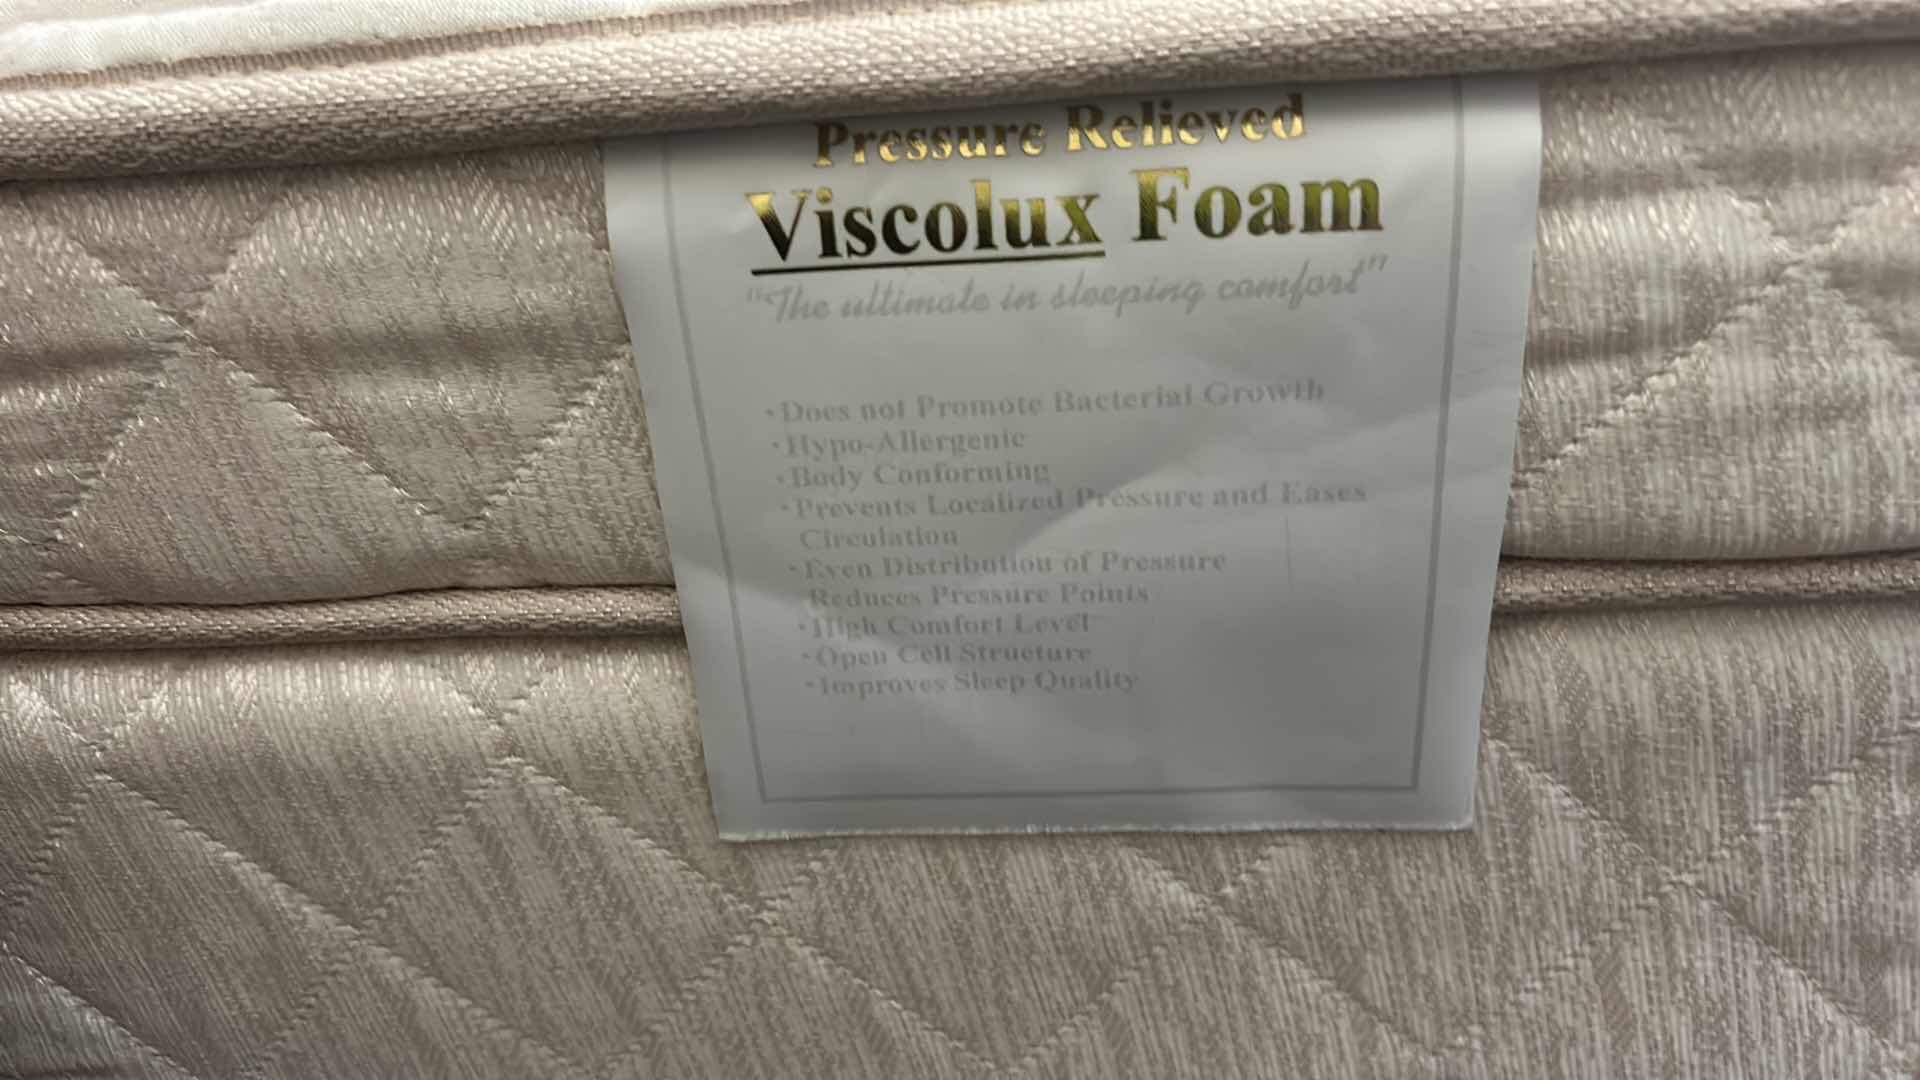 Pressure Relieved
Viscolux Foam
"The ultimate in sleeping comfort"
•Does not Promote Bacterial Growth
•Hypo-Allergenic
•Body Conforming
•Prevents Localized Pressure and Eases
Circulation
•Even Distribution of Pressure
Reduces Pressure Points
•High Comfort Level
•Open Cell Structure
•Improves Sleep Quality